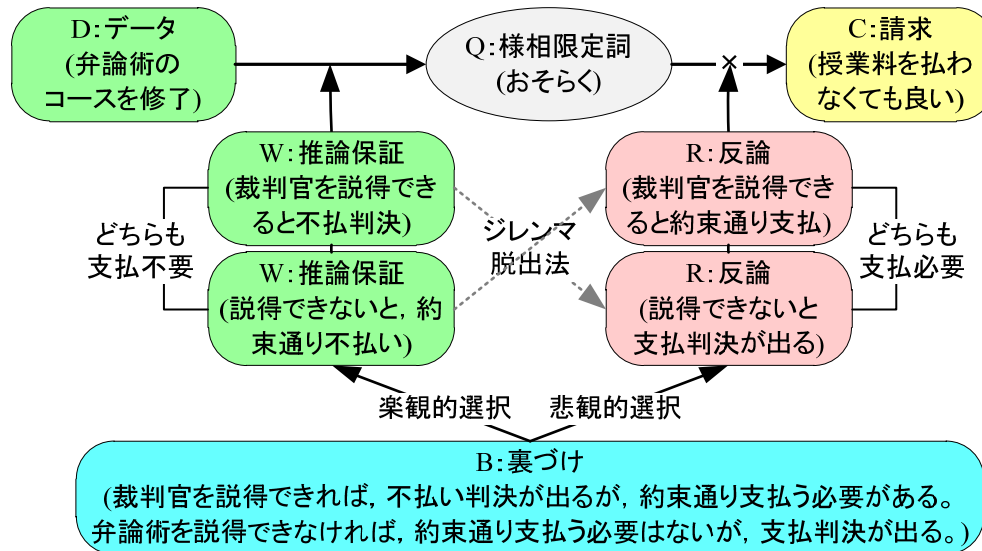 D:データ
(弁論術の
コースを修了)
Q:様相限定詞
(おそらく)
×
C:請求
(授業料を払わ
なくても良い)
W:推論保証
(裁判官を説得でき
ると不払判決)
R:反論
(裁判官を説得でき
ると約束通り支払)
どちらも
支払不要
ジレンマ
脱出法
どちらも
支払必要
W:推論保証
(説得できないと,約
束通り不払い)
R:反論
(説得できないと
支払判決が出る)
楽観的選択
悲観的選択
B:裏づけ
(裁判官を説得できれば,不払い判決が出るが,約束通り支払う必要がある。
弁論術を説得できなければ,約束通り支払う必要はないが,支払判決が出る。)